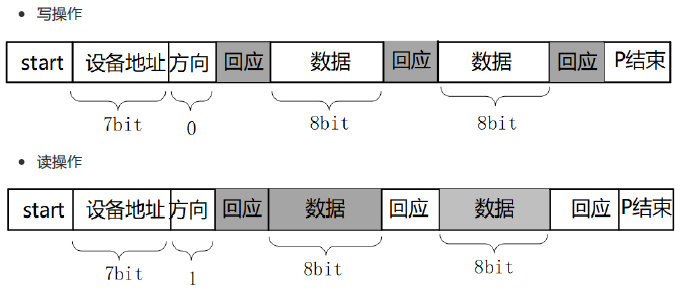 写操作
start 设备地址 方向 回应 数据 回应 数据 回应 P结束
7bit 0 8bit 8bit
读操作
start 设备地址 方向 回应 数据 回应 数据 回应 P结束
7bit 1 8bit 8bit